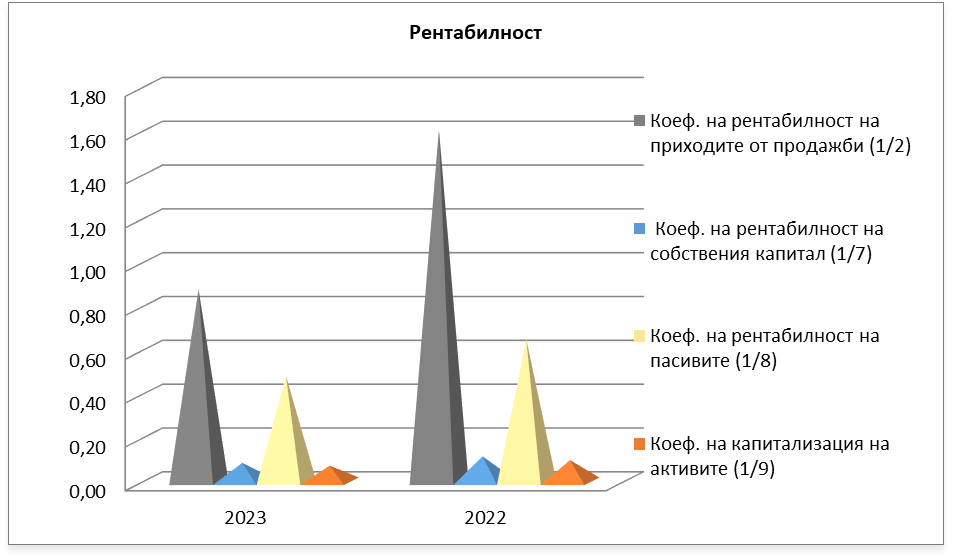 Рентабилност
1,80
1,60
1,40
1,20
1,00
0,80
0,60
0,40
0,20
0,00
2023
2022
Коеф. на рентабилност на
приходите от продажби (1/2)
Коеф. на рентабилност на
собствения капитал (1/7)
Коеф. на рентабилност на
пасивите (1/8)
Коеф. на капитализация на
активите (1/9)